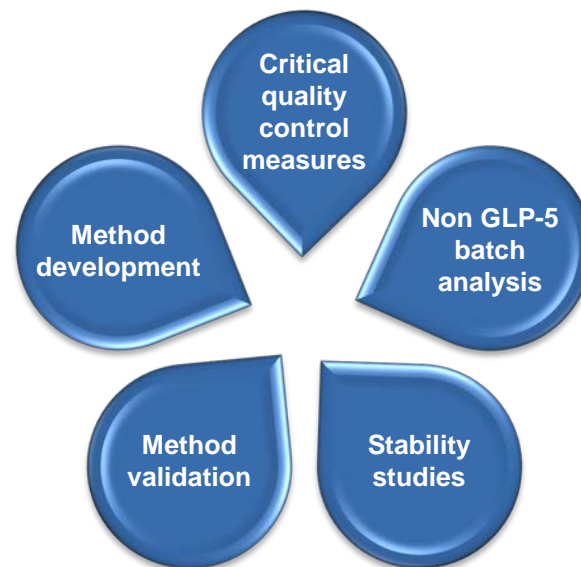 Critical
quality
control
measures
Non GLP-5
batch
analysis
Stability
studies
Method
validation
Method
development